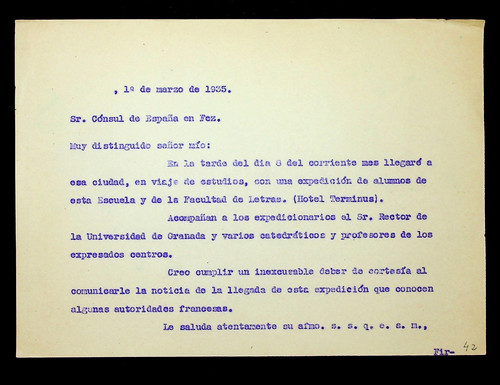 , 1º de marzo de 1935.
Sr. Cónsul de España en Fez.
Muy distinguido señor mío:
En la tarde del dia 8 del corriente mes llegaré a
esa ciudad, en viaje de estudios, con una expedición de alumnos de
esta Escuela y de la Facultad de Letras. (Hotel Terminus).
Acompañan a los expedicionarios el Sr. Rector de
la Universidad de Granada y varios catedráticos y profesores de los
expresados centros.
Creo cumplir un inexcusable deber de cortesía al
comunicarle la noticia de la llegada de esta expedición que conocen
algunas autoridades francesas.
Le saluda atentamente su afmo. s. s. q. e. s. m.,
Fir-
42